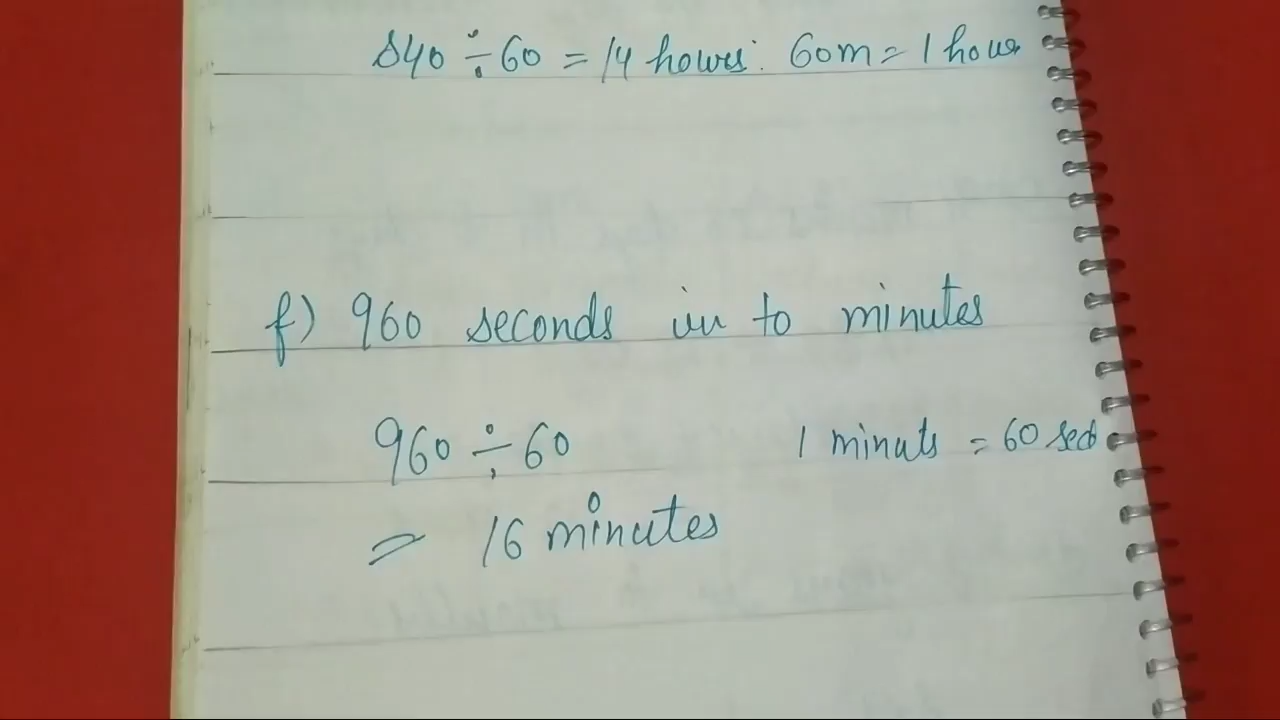 840 ÷ 60 = 14 hours. 60m = 1 hour
f) 960 seconds in to minutes
960 ÷ 60 1 minuts = 60 sec
= 16 minutes